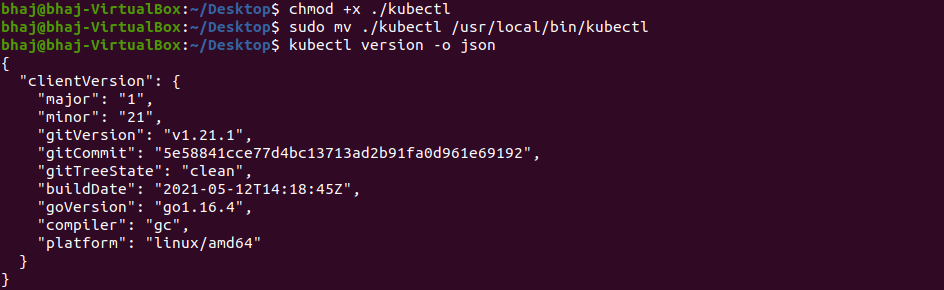 bhaj@bhaj-VirtualBox:~/Desktop$ chmod +x ./kubectl
bhaj@bhaj-VirtualBox:~/Desktop$ sudo mv ./kubectl /usr/local/bin/kubectl
bhaj@bhaj-VirtualBox:~/Desktop$ kubectl version -o json
{
  "clientVersion": {
    "major": "1",
    "minor": "21",
    "gitVersion": "v1.21.1",
    "gitCommit": "5e58841cce77d4bc13713ad2b91fa0d961e69192",
    "gitTreeState": "clean",
    "buildDate": "2021-05-12T14:18:45Z",
    "goVersion": "go1.16.4",
    "compiler": "gc",
    "platform": "linux/amd64"
  }
}